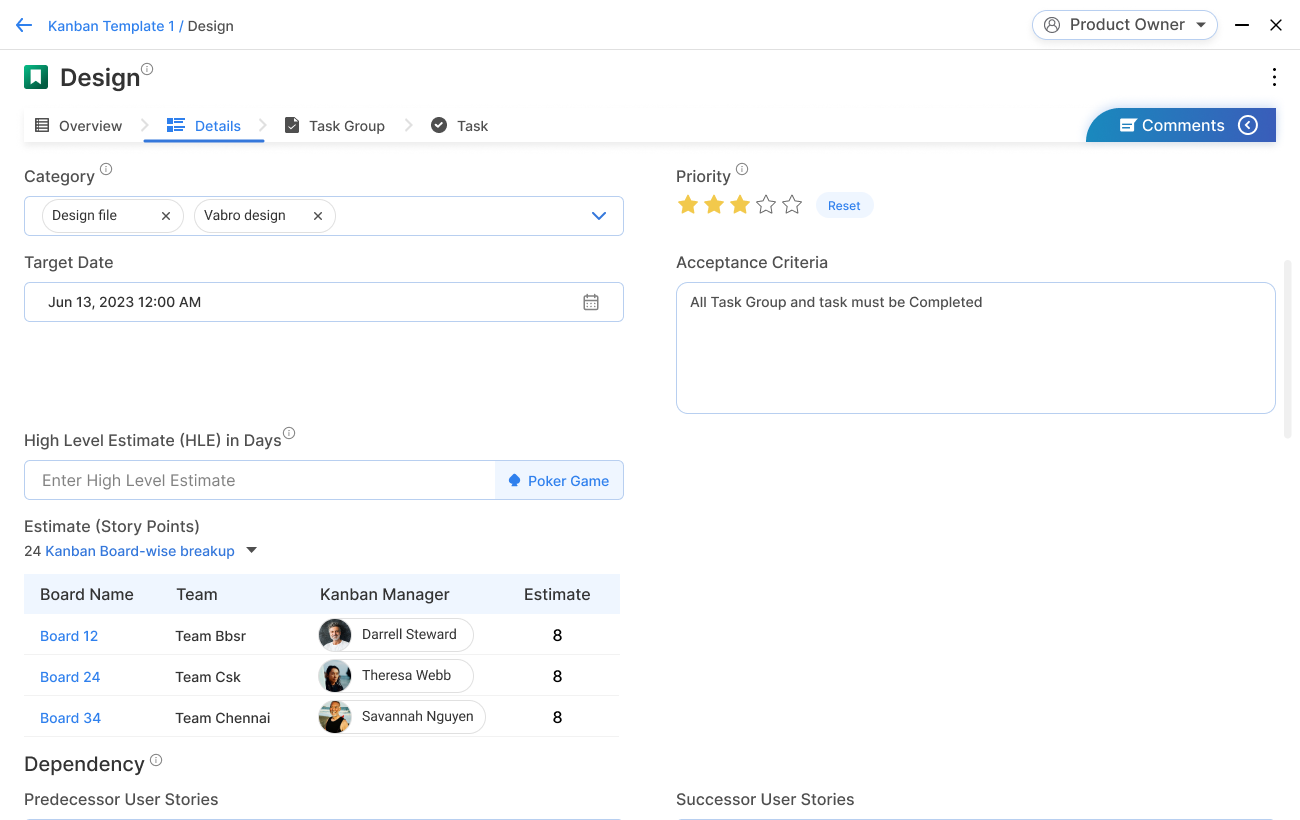 Kanban Template 1 / Design
Product Owner
Design
Overview
Details
Task Group
Task
Comments
Category
Design file
Vabro design
Priority
Reset
Target Date
Jun 13, 2023 12:00 AM
Acceptance Criteria
All Task Group and task must be Completed
High Level Estimate (HLE) in Days
Enter High Level Estimate
Poker Game
Estimate (Story Points)
24 Kanban Board-wise breakup
Board Name Team Kanban Manager Estimate
Board 12 Team Bbsr Darrell Steward 8
Board 24 Team Csk Theresa Webb 8
Board 34 Team Chennai Savannah Nguyen 8
Dependency
Predecessor User Stories
Successor User Stories